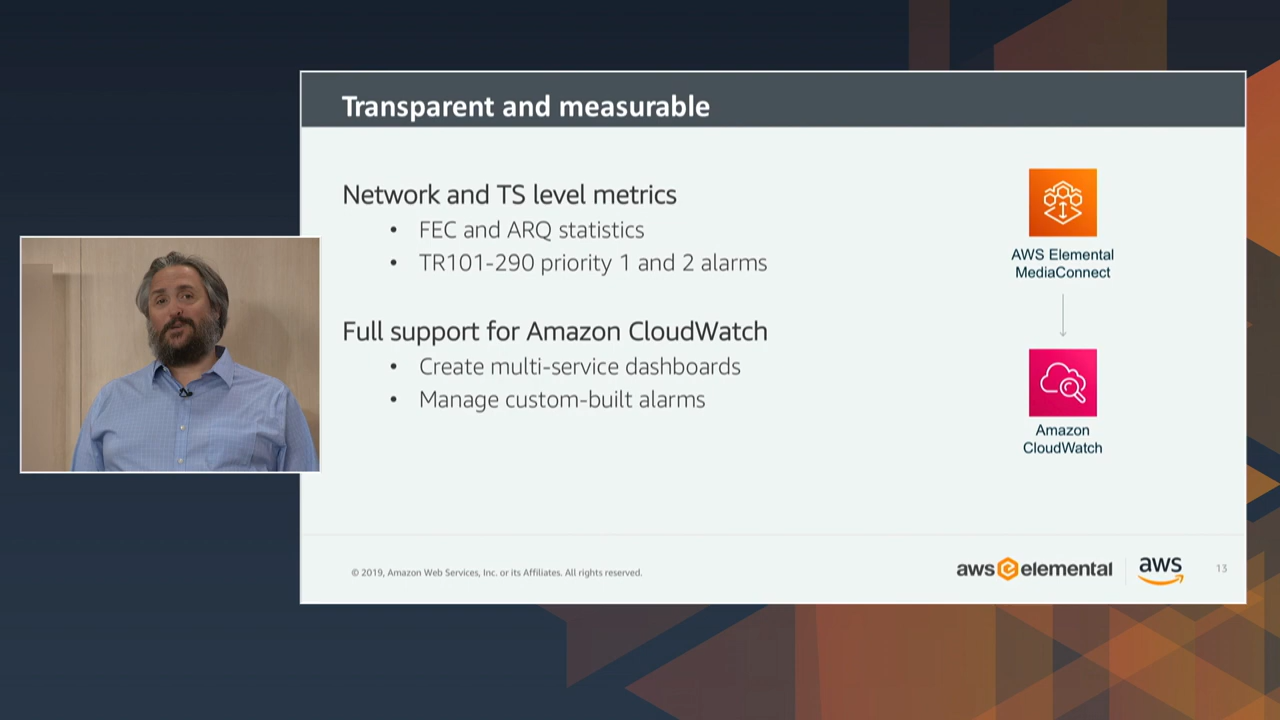 Transparent and measurable
Network and TS level metrics
• FEC and ARQ statistics
• TR101-290 priority 1 and 2 alarms
Full support for Amazon CloudWatch
• Create multi-service dashboards
• Manage custom-built alarms
AWS Elemental
MediaConnect
Amazon
CloudWatch
© 2019, Amazon Web Services, Inc. or its Affiliates. All rights reserved.
aws elemental
aws
13